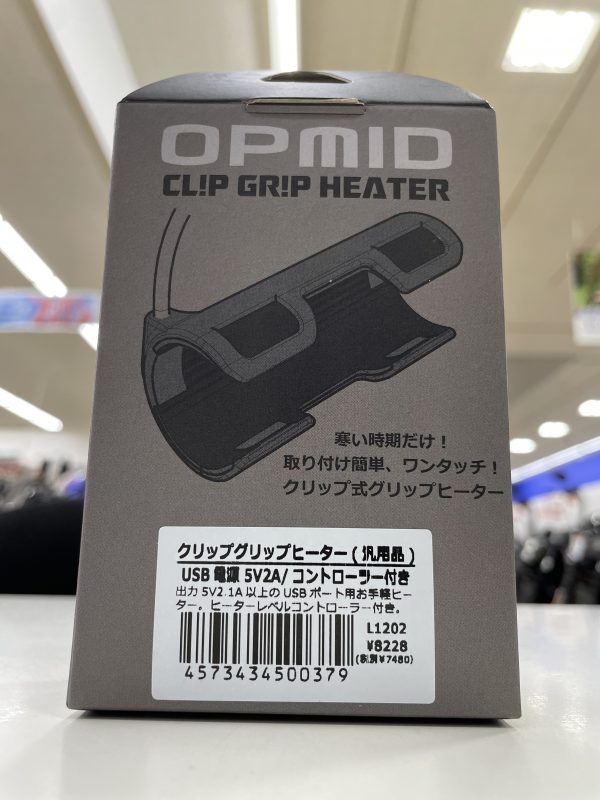 OPMID
CL!P GR!P HEATER
寒い時期だけ！
取り付け簡単、ワンタッチ！
クリップ式グリップヒーター
クリップグリップヒーター(汎用品)
USB電源 5V2A/コントローラー付き
出力 5V2.1A以上の USB ポート用お手軽ヒー
ター。ヒーターレベルコントローラー付き。
L1202
¥8228
(税別¥7480)
4573434500379